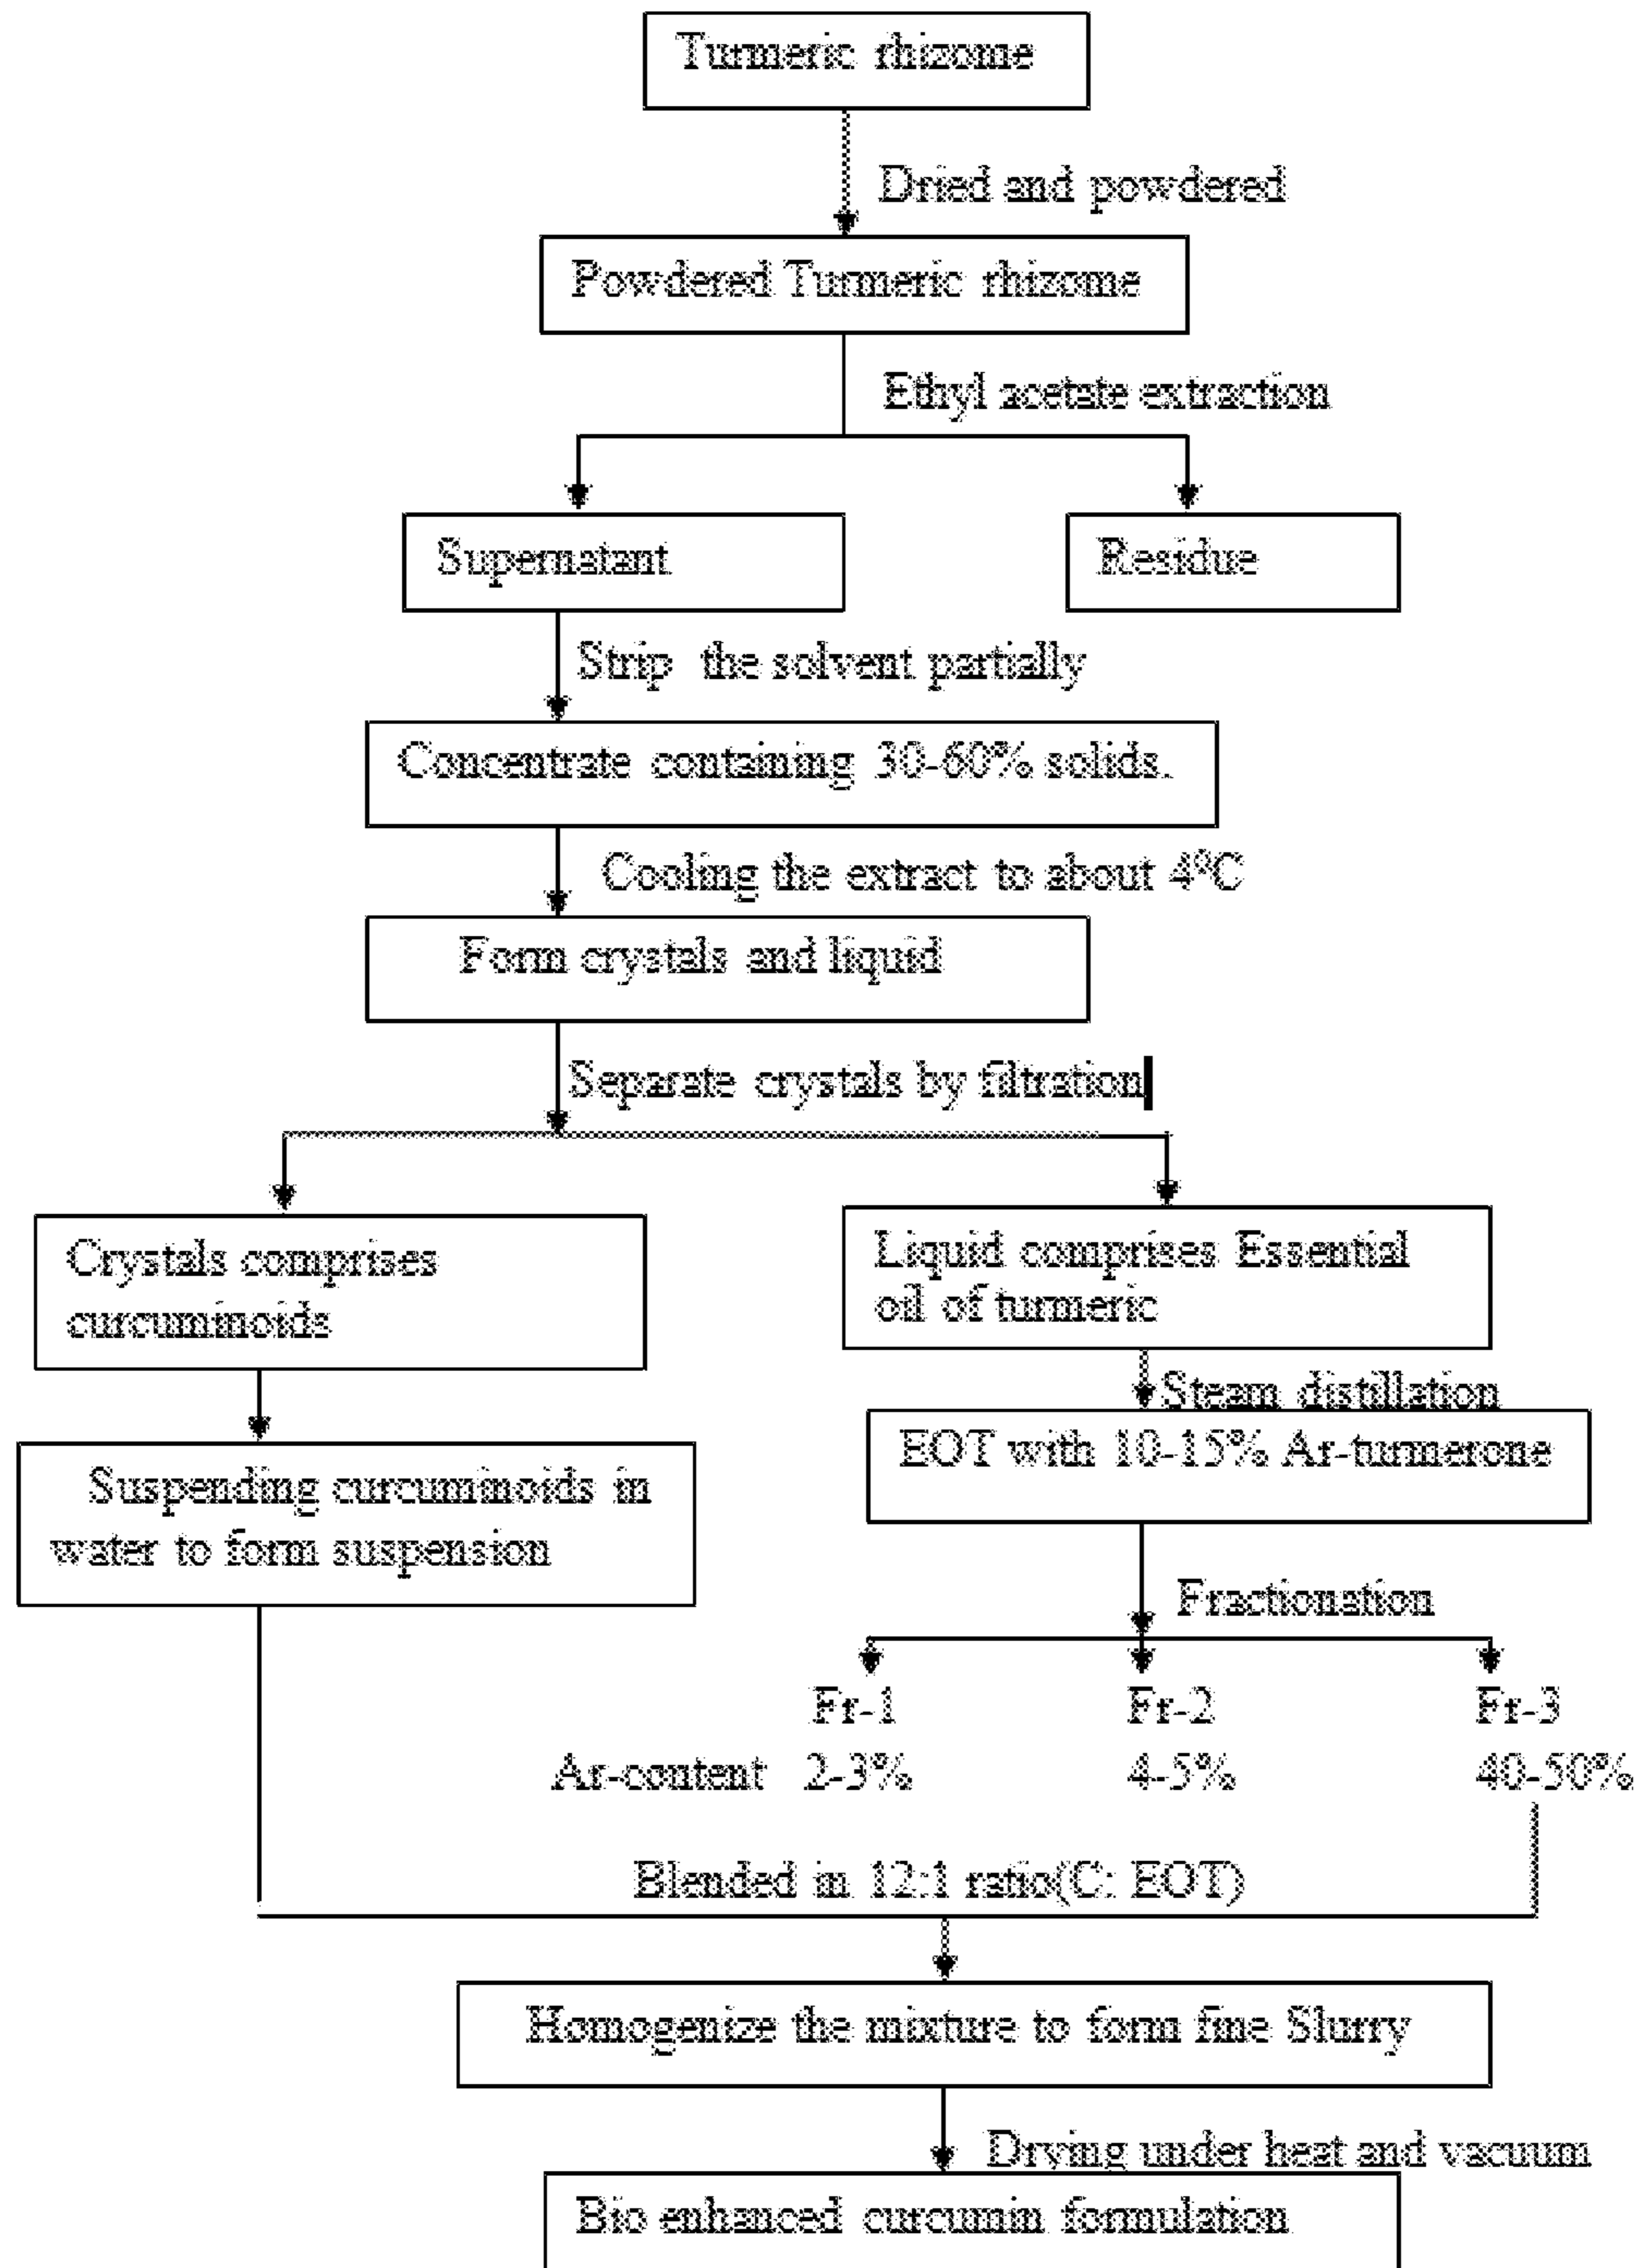 Turmeric rhizome
Dried and powdered
Powdered Turmeric rhizome
Ethyl acetate extraction
Supernatant
Residue
Strip the solvent partially
Concentrate containing 30-60% solids.
Cooling the extract to about 4⁰C
Form crystals and liquid
Separate crystals by filtration
Crystals comprises
curcuminoids
Liquid comprises Essential
oil of turmeric
Steam distillation
EOT with 10-15% Ar-turmerone
Suspending curcuminoids in
water to form suspension
Fractionation
Fr-1 Fr-2 Fr-3
Ar-content 2-3% 4-5% 40-50%
Blended in 12:1 ratio(C: EOT)
Homogenize the mixture to form fine Slurry
Drying under heat and vacuum
Bio enhanced curcumin formulation